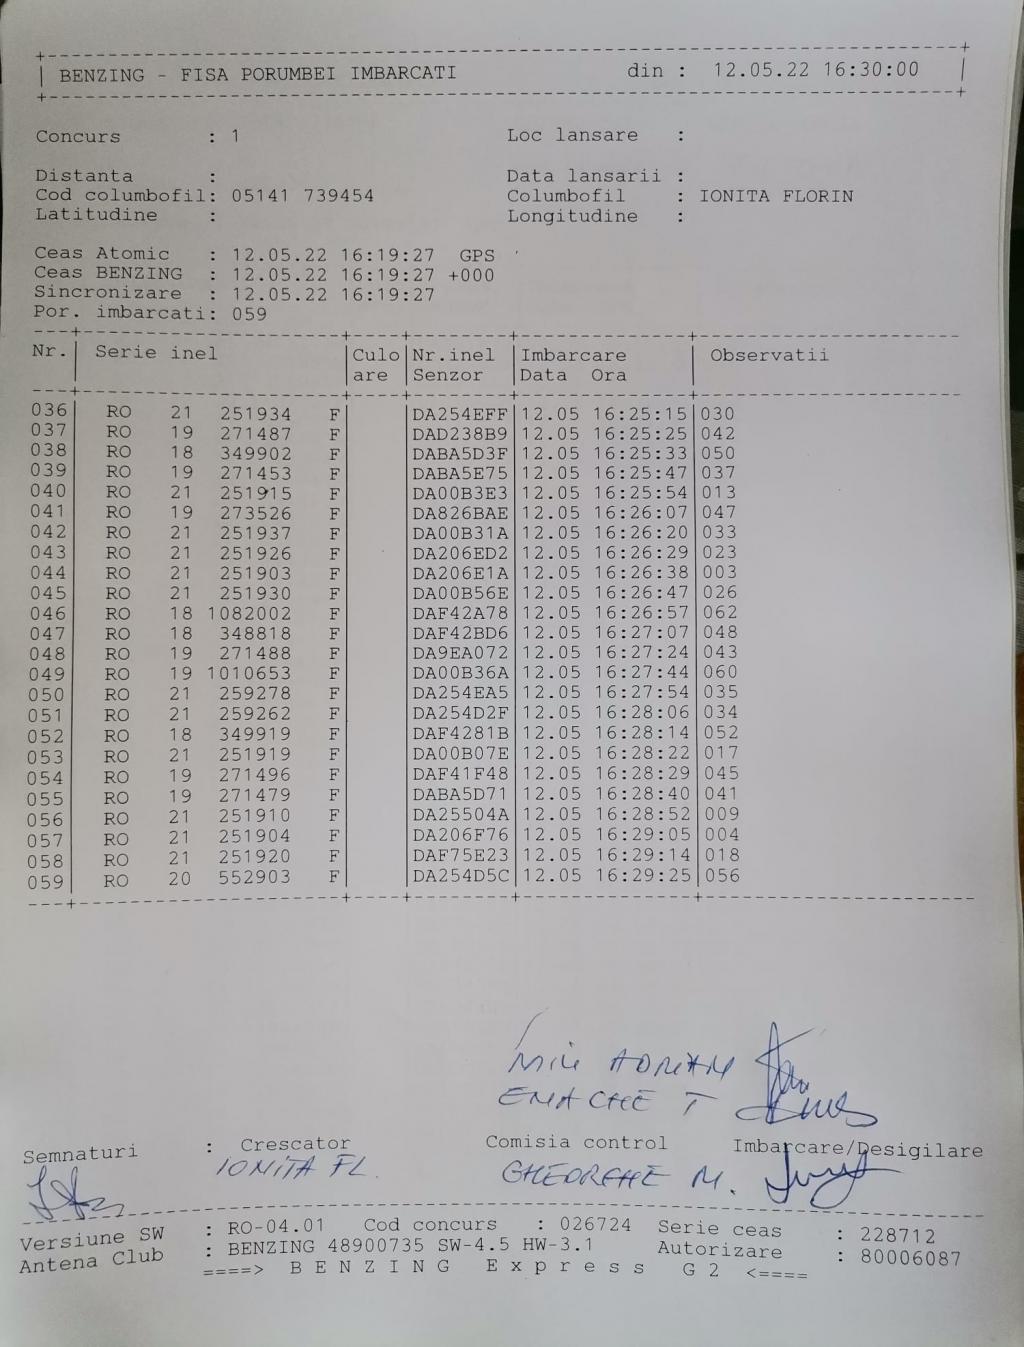 BENZING - FISA PORUMBEI IMBARCATI din : 12.05.22 16:30:00
Concurs : 1 Loc lansare :
Distanta : Data lansarii :
Cod columbofil: 05141 739454 Columbofil : IONITA FLORIN
Latitudine : Longitudine :
Ceas Atomic : 12.05.22 16:19:27 GPS
Ceas BENZING : 12.05.22 16:19:27 +000
Sincronizare : 12.05.22 16:19:27
Por. imbarcati: 059
Nr. Serie inel Culo Nr.inel Imbarcare Observatii
are Senzor Data Ora
036 RO 21 251934 F DA254EFF 12.05 16:25:15 030
037 RO 19 271487 F DAD238B9 12.05 16:25:25 042
038 RO 18 349902 F DABA5D3F 12.05 16:25:33 050
039 RO 19 271453 F DABA5E75 12.05 16:25:47 037
040 RO 21 251915 F DA00B3E3 12.05 16:25:54 013
041 RO 19 273526 F DA826BAE 12.05 16:26:07 047
042 RO 21 251937 F DA00B31A 12.05 16:26:20 033
043 RO 21 251926 F DA206ED2 12.05 16:26:29 023
044 RO 21 251903 F DA206E1A 12.05 16:26:38 003
045 RO 21 251930 F DA00B56E 12.05 16:26:47 026
046 RO 18 1082002 F DAF42A78 12.05 16:26:57 062
047 RO 18 348818 F DAF42BD6 12.05 16:27:07 048
048 RO 19 271488 F DA9EA072 12.05 16:27:24 043
049 RO 19 1010653 F DA00B36A 12.05 16:27:44 060
050 RO 21 259278 F DA254EA5 12.05 16:27:54 035
051 RO 21 259262 F DA254D2F 12.05 16:28:06 034
052 RO 18 349919 F DAF4281B 12.05 16:28:14 052
053 RO 21 251919 F DA00B07E 12.05 16:28:22 017
054 RO 19 271496 F DAF41F48 12.05 16:28:29 045
055 RO 19 271479 F DABA5D71 12.05 16:28:40 041
056 RO 21 251910 F DA25504A 12.05 16:28:52 009
057 RO 21 251904 F DA206F76 12.05 16:29:05 004
058 RO 21 251920 F DAF75E23 12.05 16:29:14 018
059 RO 20 552903 F DA254D5C 12.05 16:29:25 056
ADRIAN
ENACHE T
Semnaturi : Crescator Comisia control Imbarcare/Desigilare
IONITA FL. GHEORGHE M.
Versiune SW : RO-04.01 Cod concurs : 026724 Serie ceas : 228712
Antena Club : BENZING 48900735 SW-4.5 HW-3.1 Autorizare : 80006087
====> BENZING Express G2 <====